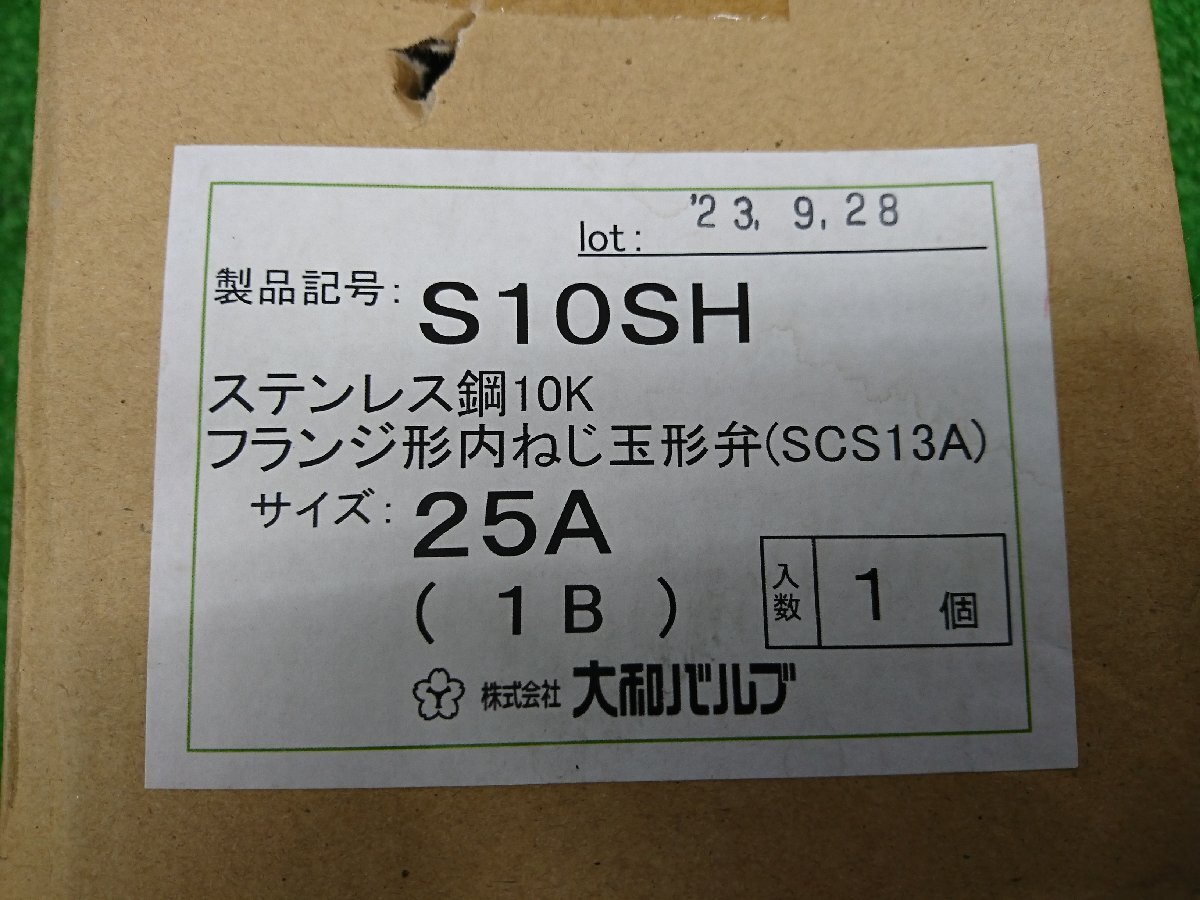 lot: '23. 9. 28
製品記号: S10SH
ステンレス鋼10K
フランジ形内ねじ玉形弁(SCS13A)
サイズ: 25A
( 1B )
入数 1 個
株式会社 大和バルブ